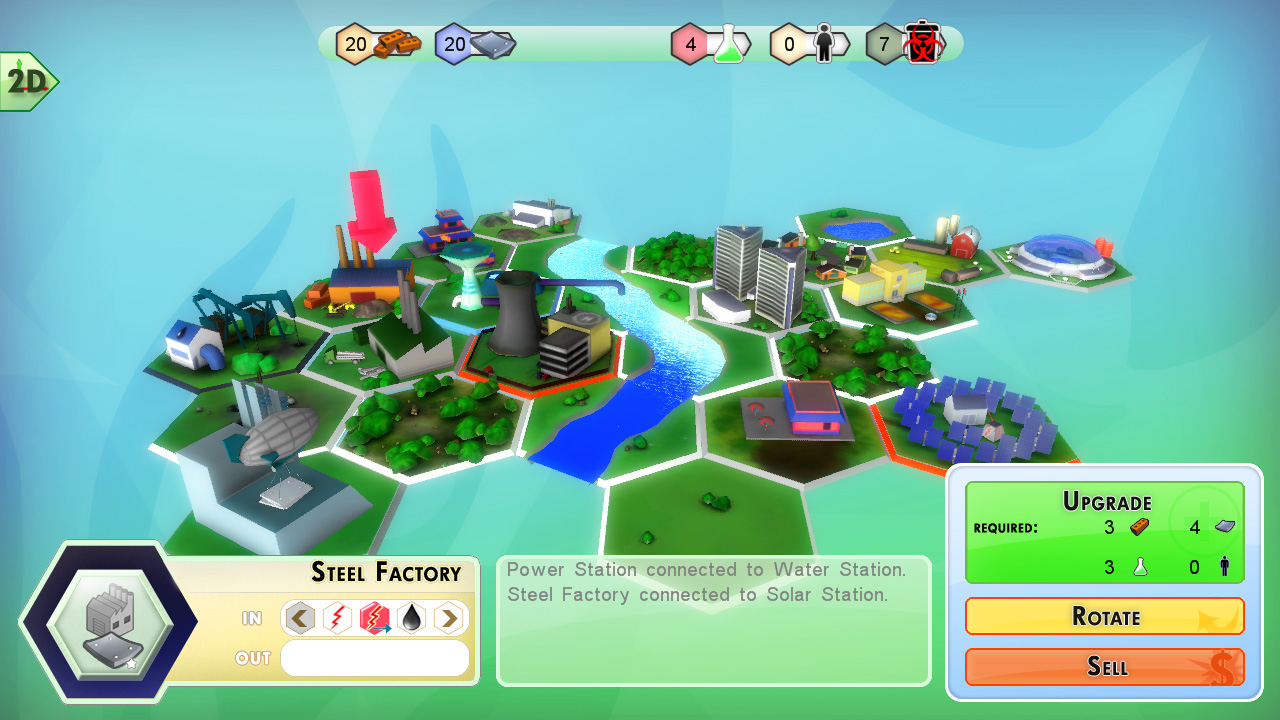 20 20 4 0 7
2D
H
UPGRADE
REQUIRED: 3 4
3 0
STEEL FACTORY
Power Station connected to Water Station.
Steel Factory connected to Solar Station.
IN
ROTATE
OUT
SELL $